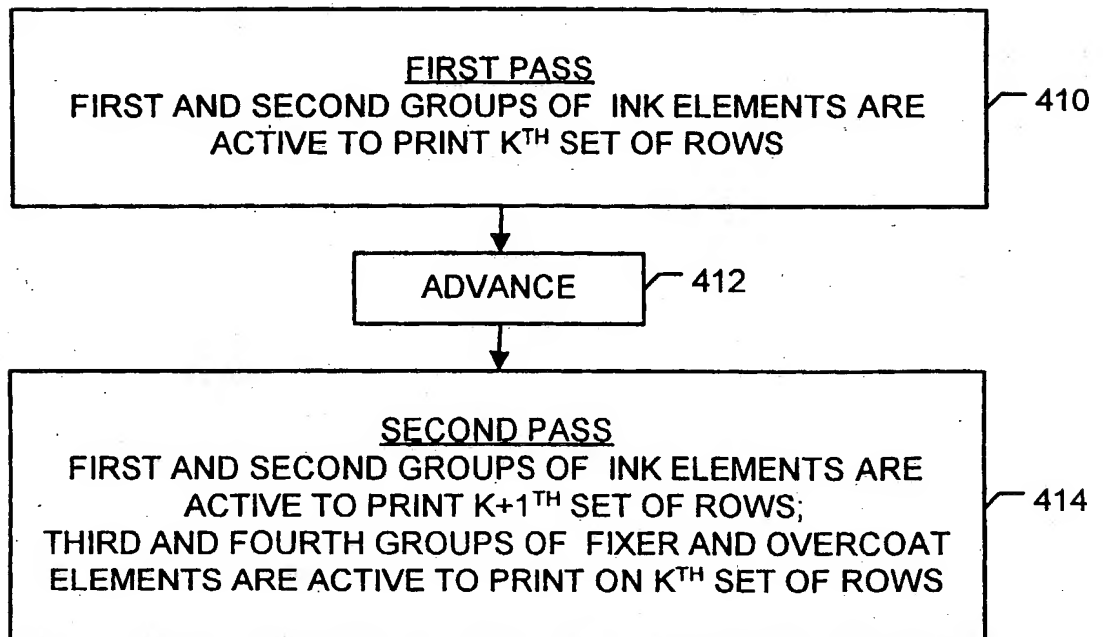 FIRST PASS
FIRST AND SECOND GROUPS OF INK ELEMENTS ARE
ACTIVE TO PRINT KTH SET OF ROWS
410
ADVANCE
412
SECOND PASS
FIRST AND SECOND GROUPS OF INK ELEMENTS ARE
ACTIVE TO PRINT K+1TH SET OF ROWS;
THIRD AND FOURTH GROUPS OF FIXER AND OVERCOAT
ELEMENTS ARE ACTIVE TO PRINT ON KTH SET OF ROWS
414